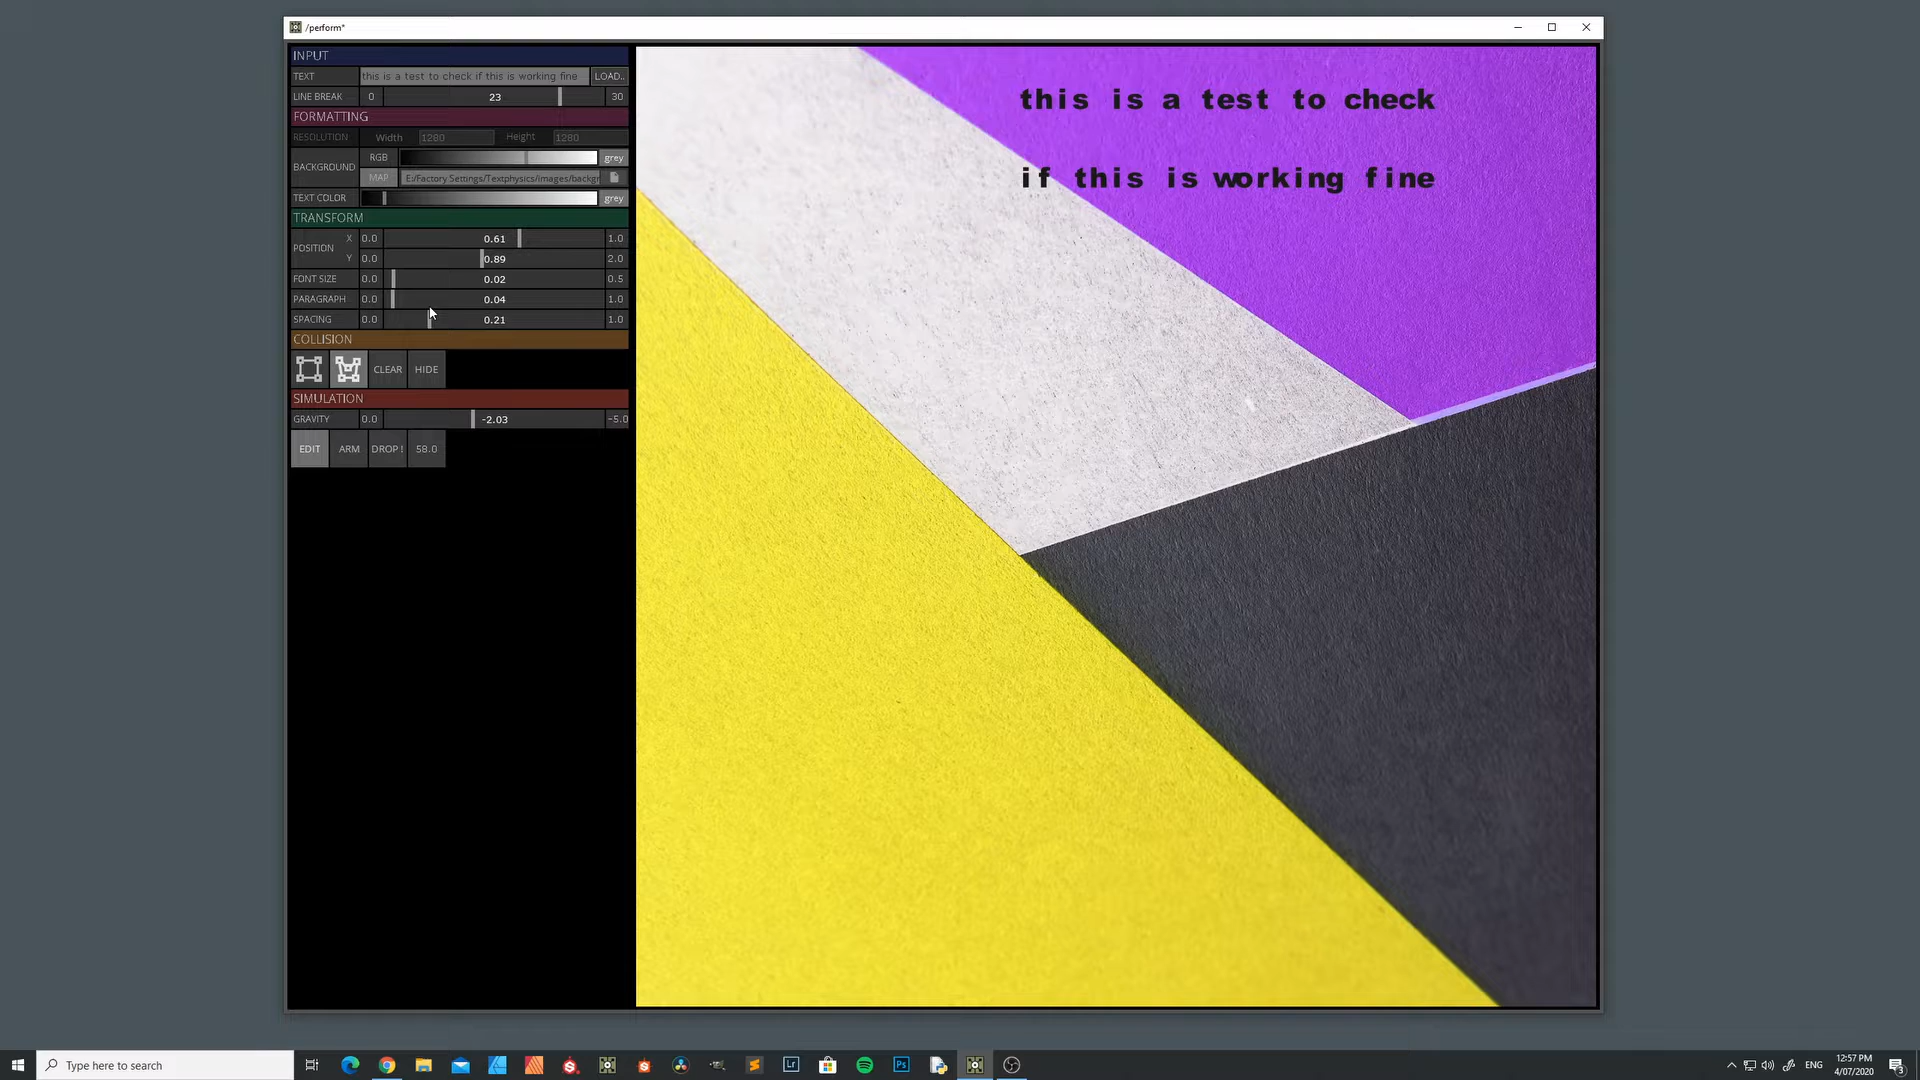 /perform*
INPUT
TEXT this is a test to check if this is working fine LOAD..
LINE BREAK 0 23 30
FORMATTING
RESOLUTION Width 1280 Height 1280
BACKGROUND RGB grey
MAP E:/Factory Settings/Textphysics/images/backgr
TEXT COLOR grey
TRANSFORM
POSITION X 0.0 0.61 1.0
Y 0.0 0.89 2.0
FONT SIZE 0.0 0.02 0.5
PARAGRAPH 0.0 0.04 1.0
SPACING 0.0 0.21 1.0
COLLISION
CLEAR HIDE
SIMULATION
GRAVITY 0.0 -2.03 -5.0
EDIT ARM DROP! 58.0
this is a test to check
if this is working fine
Type here to search
Lr
Ps
ENG
12:57 PM
4/07/2020
3